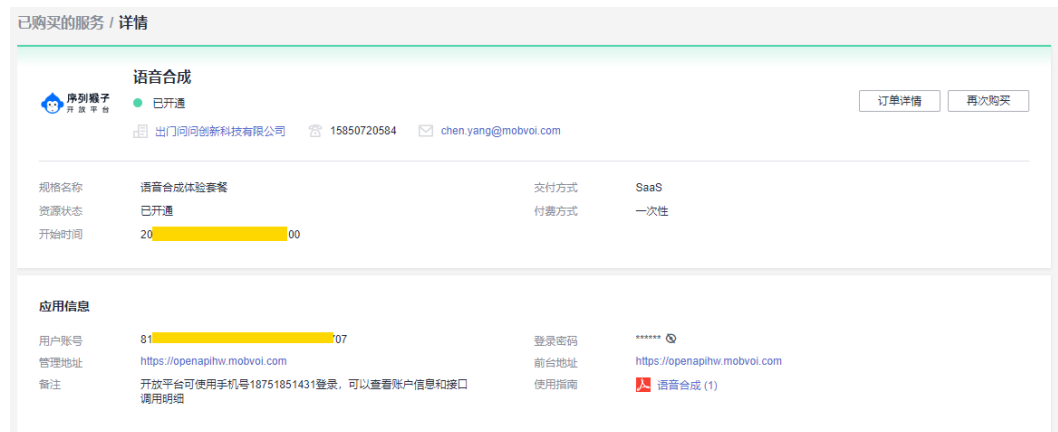 已购买的服务 / 详情
语音合成
序列猴子
开放平台
已开通
订单详情
再次购买
出门问问创新科技有限公司 15850720584 chen.yang@mobvoi.com
规格名称 语音合成体验套餐 交付方式 SaaS
资源状态 已开通 付费方式 一次性
开始时间 20 00
应用信息
用户账号 81 707 登录密码 ******
管理地址 https://openapihw.mobvoi.com 前台地址 https://openapihw.mobvoi.com
备注 开放平台可使用手机号18751851431登录，可以查看账户信息和接口 使用指南 语音合成 (1)
调用明细